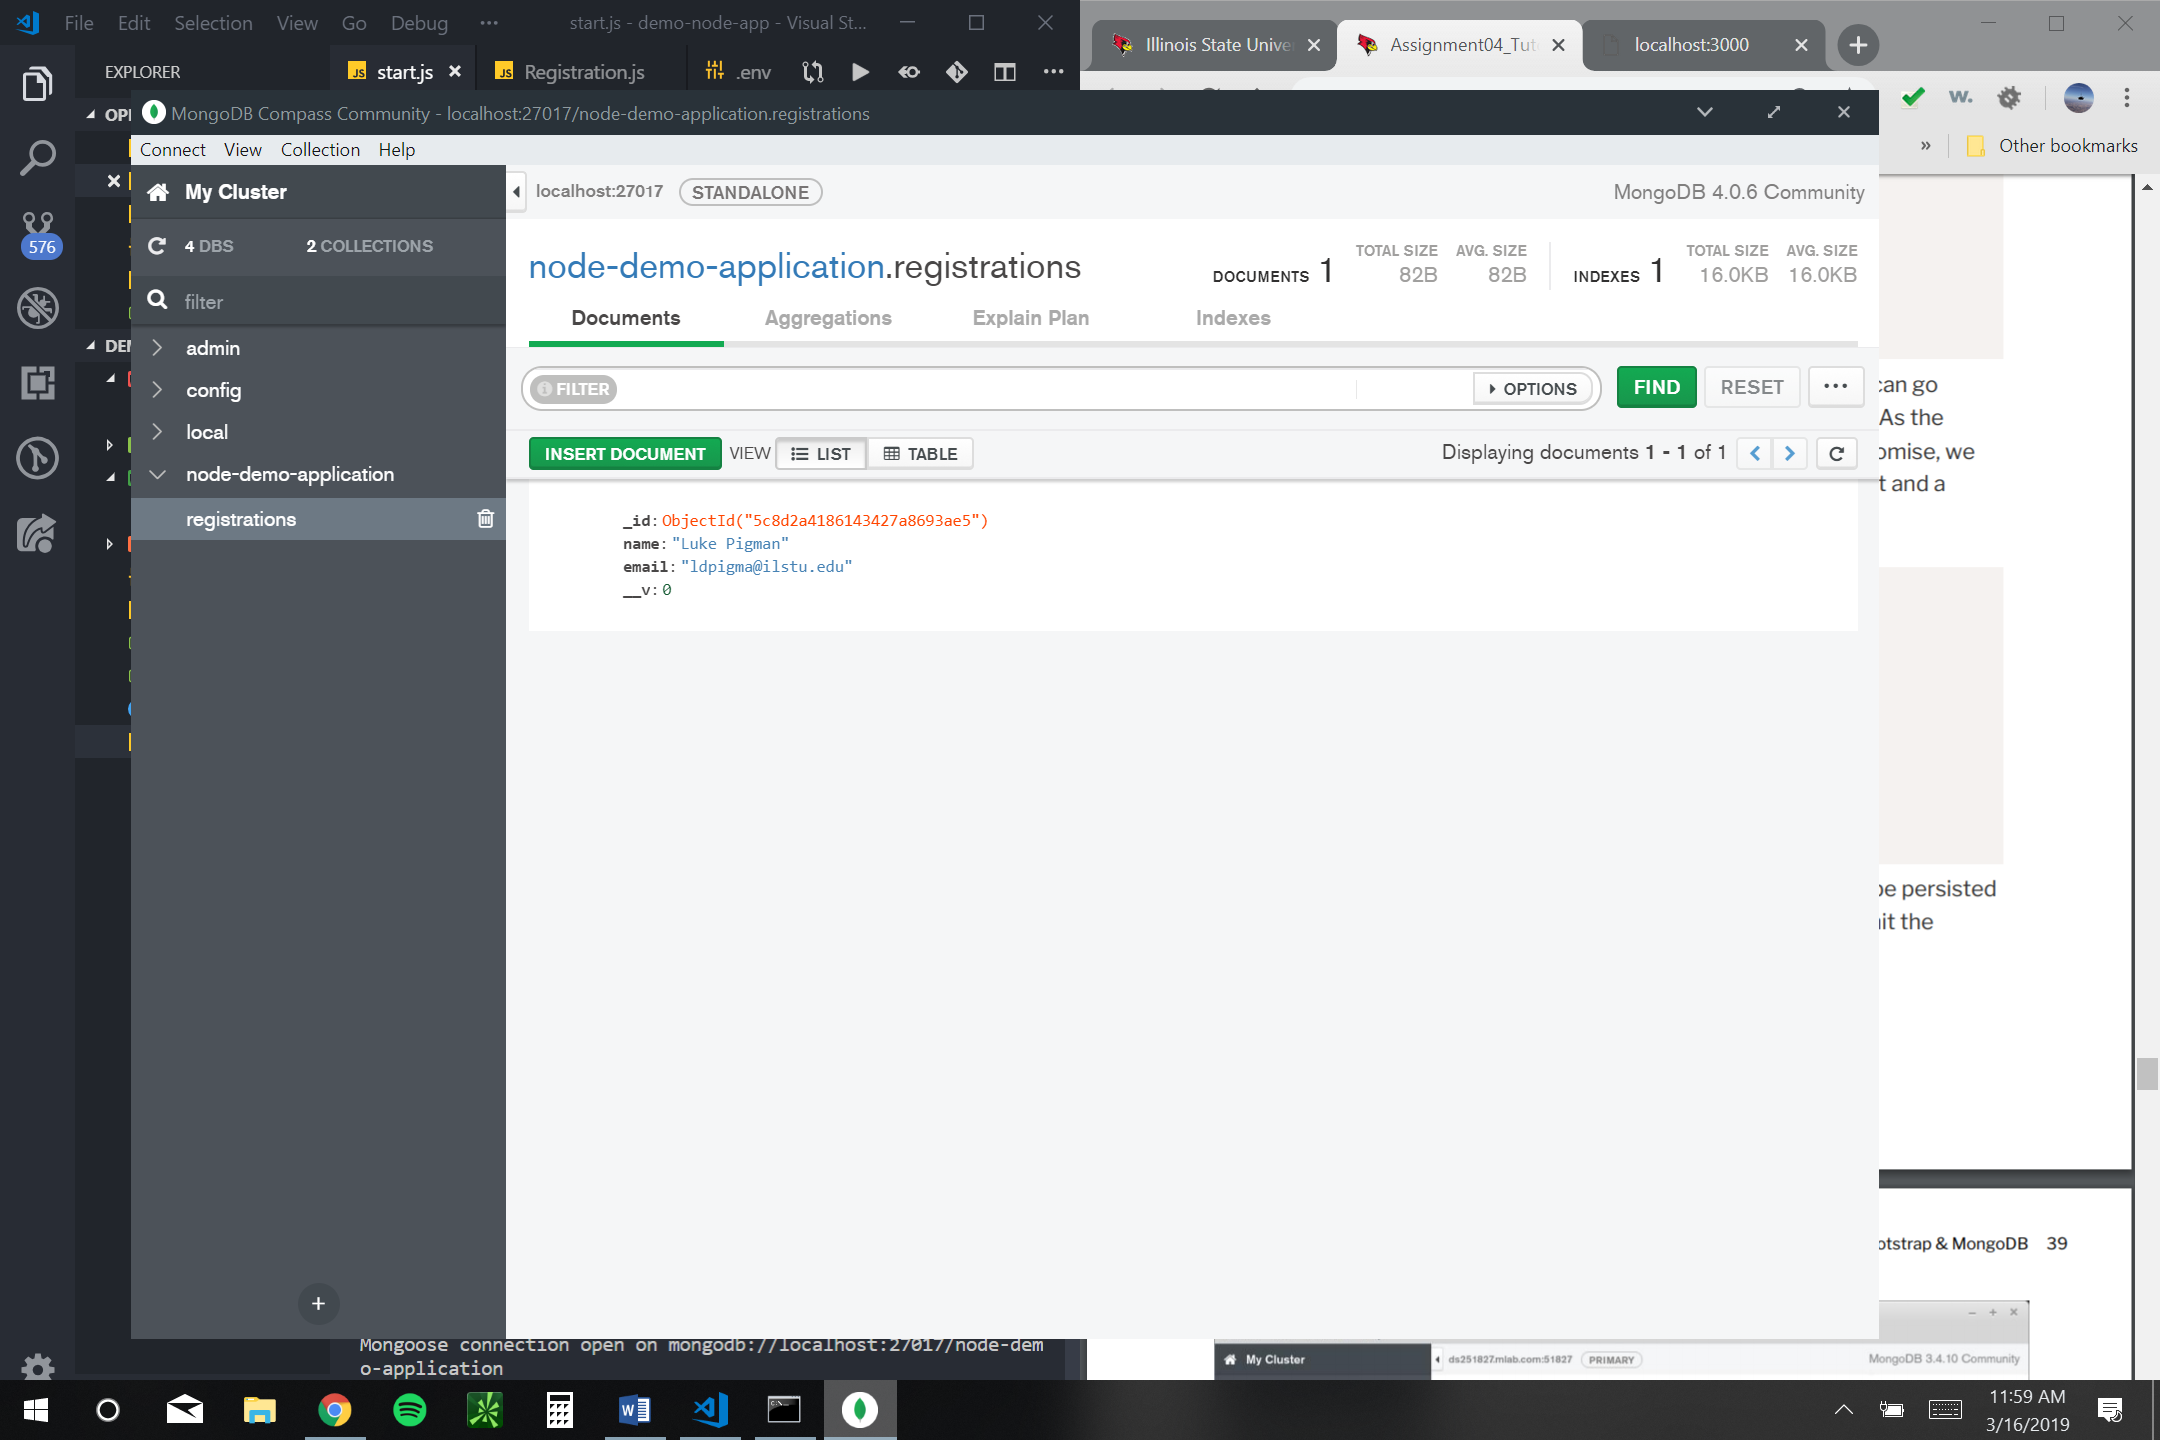 File Edit Selection View Go Debug ··· start.js - demo-node-app - Visual St...
Illinois State Unive
Assignment04_Tut
localhost:3000
EXPLORER
start.js
Registration.js
.env
Other bookmarks
MongoDB Compass Community - localhost:27017/node-demo-application.registrations
Connect View Collection Help
My Cluster
localhost:27017 STANDALONE MongoDB 4.0.6 Community
4 DBS 2 COLLECTIONS
filter
admin
config
local
node-demo-application
registrations
576
node-demo-application.registrations
DOCUMENTS 1 TOTAL SIZE 82B AVG. SIZE 82B
INDEXES 1 TOTAL SIZE 16.0KB AVG. SIZE 16.0KB
Documents Aggregations Explain Plan Indexes
FILTER OPTIONS FIND RESET ···
INSERT DOCUMENT VIEW LIST TABLE Displaying documents 1 - 1 of 1
_id: ObjectId("5c8d2a4186143427a8693ae5")
name: "Luke Pigman"
email: "ldpigma@ilstu.edu"
__v: 0
can go
As the
omise, we
t and a
be persisted
it the
otstrap & MongoDB 39
My Cluster ds251827.mlab.com:51827 PRIMARY MongoDB 3.4.10 Community
Mongoose connection open on mongodb://localhost:27017/node-dem
o-application
11:59 AM
3/16/2019